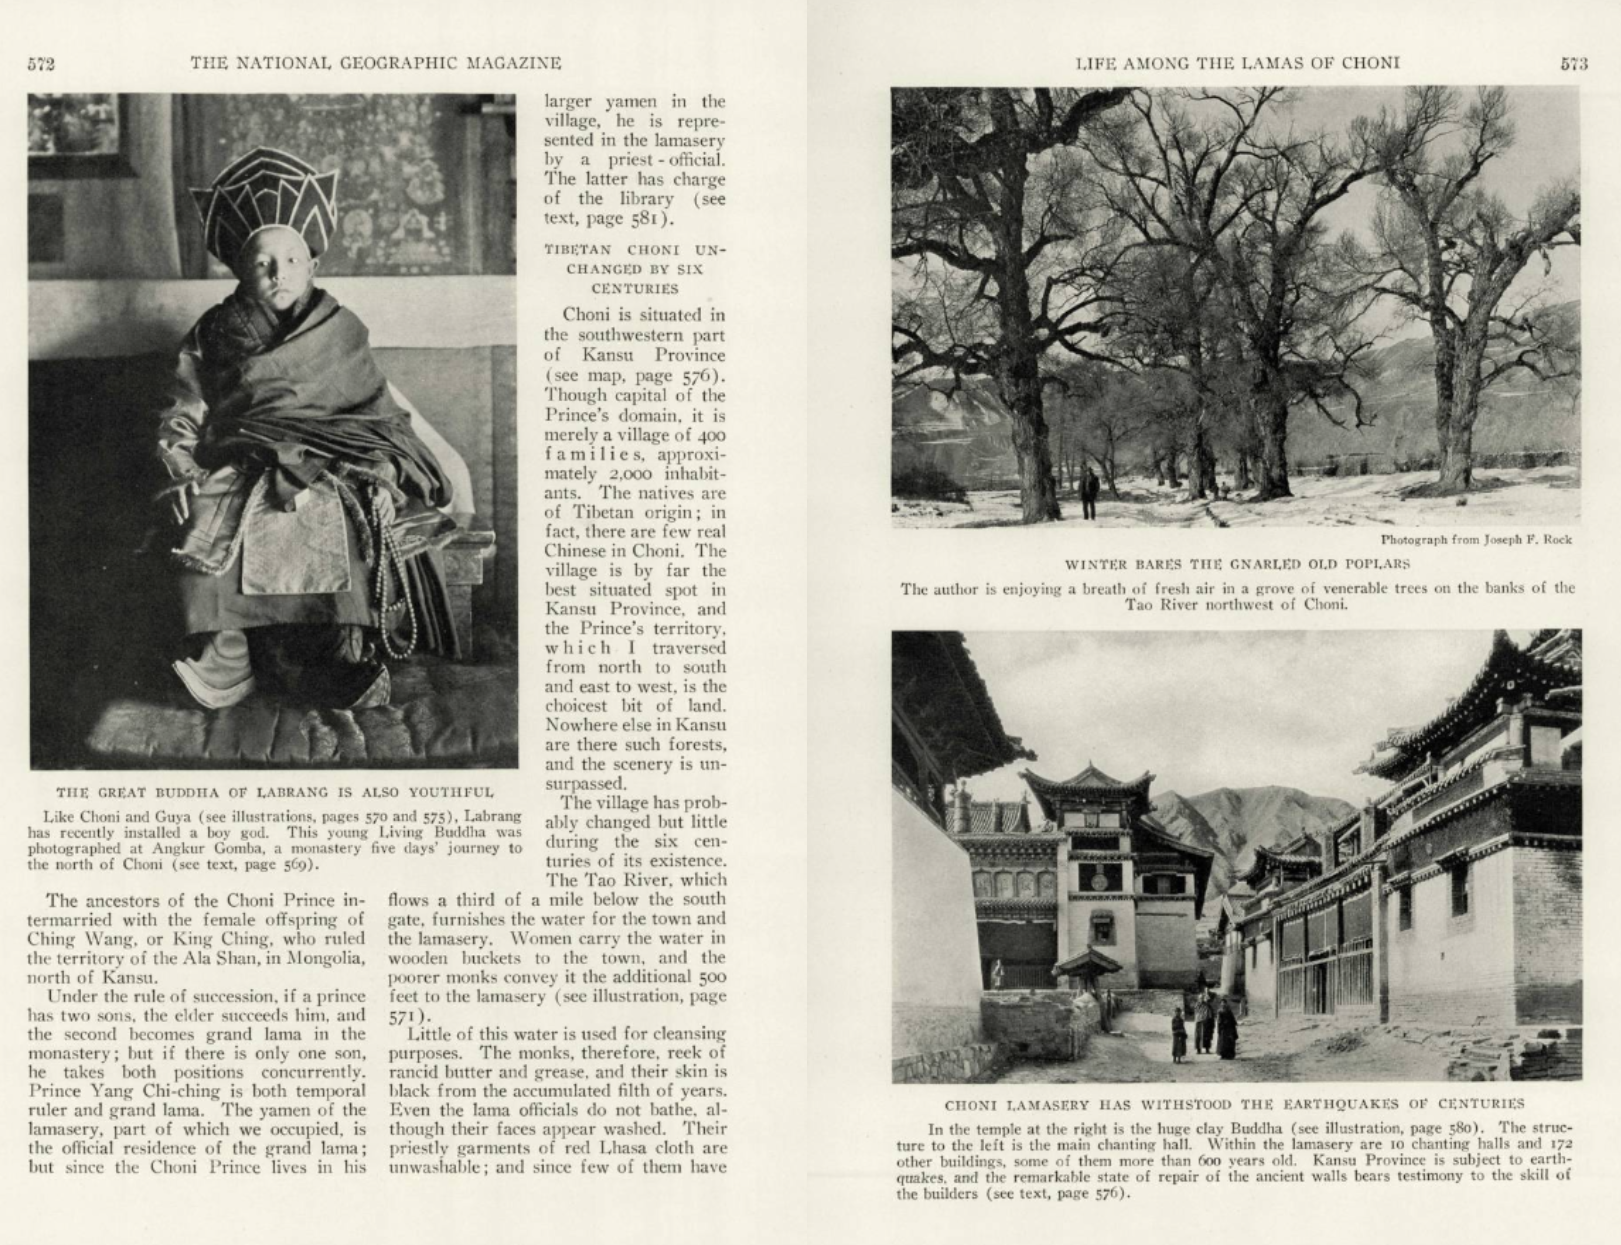 572
THE NATIONAL GEOGRAPHIC MAGAZINE
THE GREAT BUDDHA OF LABRANG IS ALSO YOUTHFUL
Like Choni and Guya (see illustrations, pages 570 and 575), Labrang
has recently installed a boy god. This young Living Buddha was
photographed at Angkur Gomba, a monastery five days' journey to
the north of Choni (see text, page 569).
The ancestors of the Choni Prince in-
termarried with the female offspring of
Ching Wang, or King Ching, who ruled
the territory of the Ala Shan, in Mongolia,
north of Kansu.
Under the rule of succession, if a prince
has two sons, the elder succeeds him, and
the second becomes grand lama in the
monastery; but if there is only one son,
he takes both positions concurrently.
Prince Yang Chi-ching is both temporal
ruler and grand lama. The yamen of the
lamasery, part of which we occupied, is
the official residence of the grand lama;
but since the Choni Prince lives in his
larger yamen in the
village, he is repre-
sented in the lamasery
by a priest-official.
The latter has charge
of the library (see
text, page 581).
TIBETAN CHONI UN-
CHANGED BY SIX
CENTURIES
Choni is situated in
the southwestern part
of Kansu Province
(see map, page 576).
Though capital of the
Prince's domain, it is
merely a village of 400
families, approxi-
mately 2,000 inhabit-
ants. The natives are
of Tibetan origin; in
fact, there are few real
Chinese in Choni. The
village is by far the
best situated spot in
Kansu Province, and
the Prince's territory,
which I traversed
from north to south
and east to west, is the
choicest bit of land.
Nowhere else in Kansu
are there such forests,
and the scenery is un-
surpassed.
The village has prob-
ably changed but little
during the six cen-
turies of its existence.
The Tao River, which
flows a third of a mile below the south
gate, furnishes the water for the town and
the lamasery. Women carry the water in
wooden buckets to the town, and the
poorer monks convey it the additional 500
feet to the lamasery (see illustration, page
571).
Little of this water is used for cleansing
purposes. The monks, therefore, reek of
rancid butter and grease, and their skin is
black from the accumulated filth of years.
Even the lama officials do not bathe, al-
though their faces appear washed. Their
priestly garments of red Lhasa cloth are
unwashable; and since few of them have
LIFE AMONG THE LAMAS OF CHONI
573
Photograph from Joseph F. Rock
WINTER BARES THE GNARLED OLD POPLARS
The author is enjoying a breath of fresh air in a grove of venerable trees on the banks of the
Tao River northwest of Choni.
CHONI LAMASERY HAS WITHSTOOD THE EARTHQUAKES OF CENTURIES
In the temple at the right is the huge clay Buddha (see illustration, page 580). The struc-
ture to the left is the main chanting hall. Within the lamasery are 10 chanting halls and 172
other buildings, some of them more than 600 years old. Kansu Province is subject to earth-
quakes, and the remarkable state of repair of the ancient walls bears testimony to the skill of
the builders (see text, page 576).